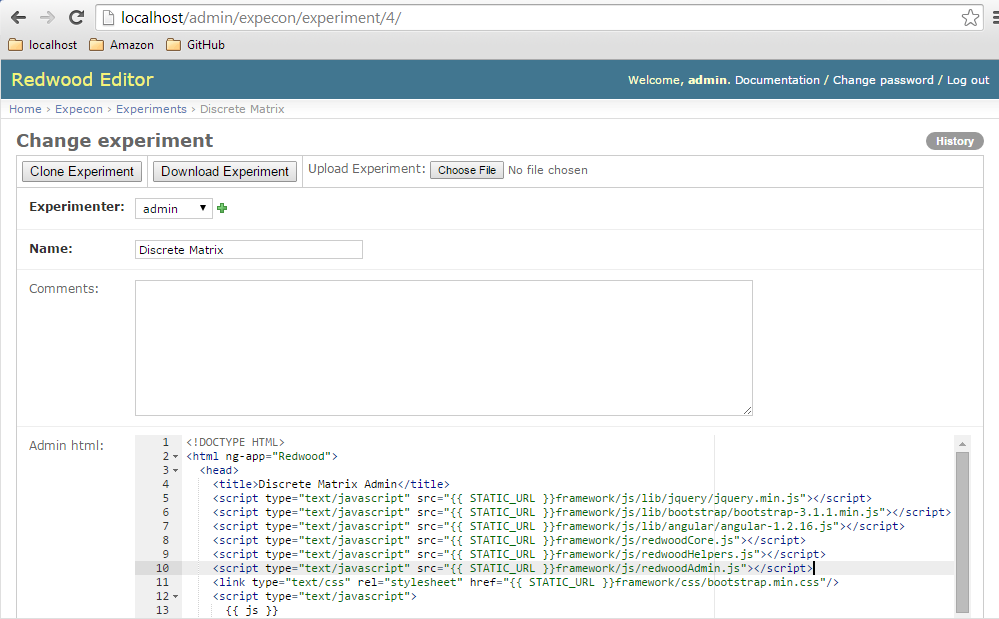 localhost/admin/expecon/experiment/4/
localhost Amazon GitHub
Redwood Editor Welcome, admin. Documentation / Change password / Log out
Home › Expecon › Experiments › Discrete Matrix
Change experiment History
Clone Experiment Download Experiment Upload Experiment: Choose File No file chosen
Experimenter: admin
Name: Discrete Matrix
Comments:
Admin html:
1 <!DOCTYPE HTML>
2 <html ng-app="Redwood">
3 <head>
4 <title>Discrete Matrix Admin</title>
5 <script type="text/javascript" src="{{ STATIC_URL }}framework/js/lib/jquery/jquery.min.js"></script>
6 <script type="text/javascript" src="{{ STATIC_URL }}framework/js/lib/bootstrap/bootstrap-3.1.1.min.js"></script>
7 <script type="text/javascript" src="{{ STATIC_URL }}framework/js/lib/angular/angular-1.2.16.js"></script>
8 <script type="text/javascript" src="{{ STATIC_URL }}framework/js/redwoodCore.js"></script>
9 <script type="text/javascript" src="{{ STATIC_URL }}framework/js/redwoodHelpers.js"></script>
10 <script type="text/javascript" src="{{ STATIC_URL }}framework/js/redwoodAdmin.js"></script>
11 <link type="text/css" rel="stylesheet" href="{{ STATIC_URL }}framework/css/bootstrap.min.css"/>
12 <script type="text/javascript">
13 {{ js }}